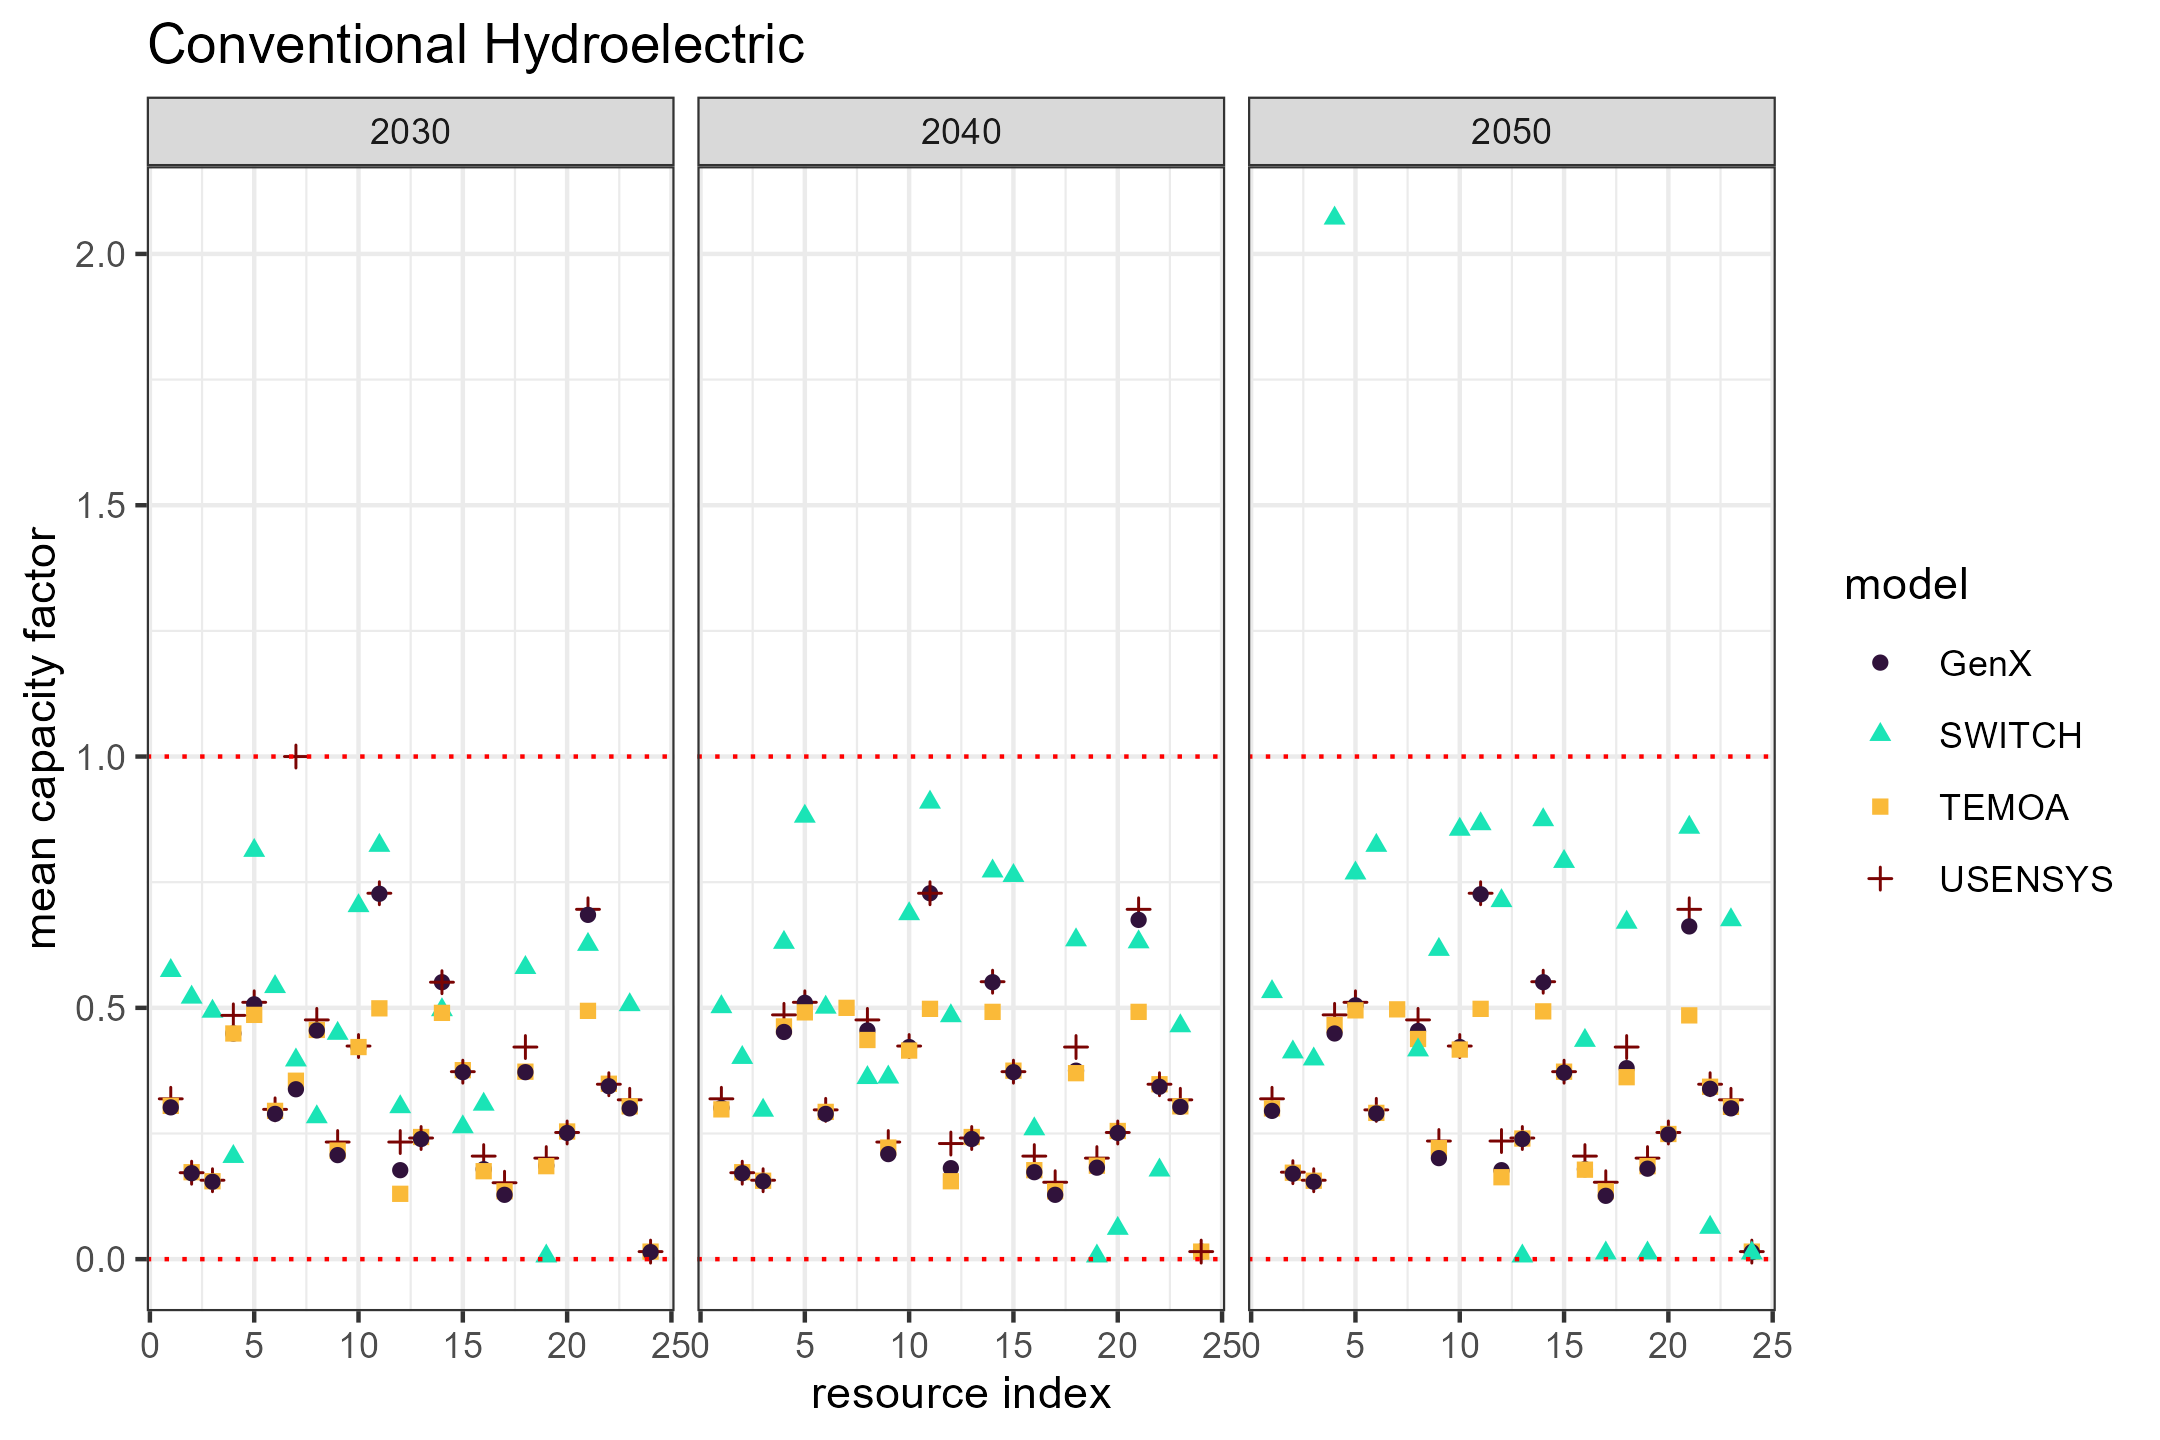 Conventional Hydroelectric
2030 2040 2050
mean capacity factor
2.0
1.5
1.0
0.5
0.0
0 5 10 15 20 25 0 5 10 15 20 25 0 5 10 15 20 25
resource index
model
GenX
SWITCH
TEMOA
USENSYS